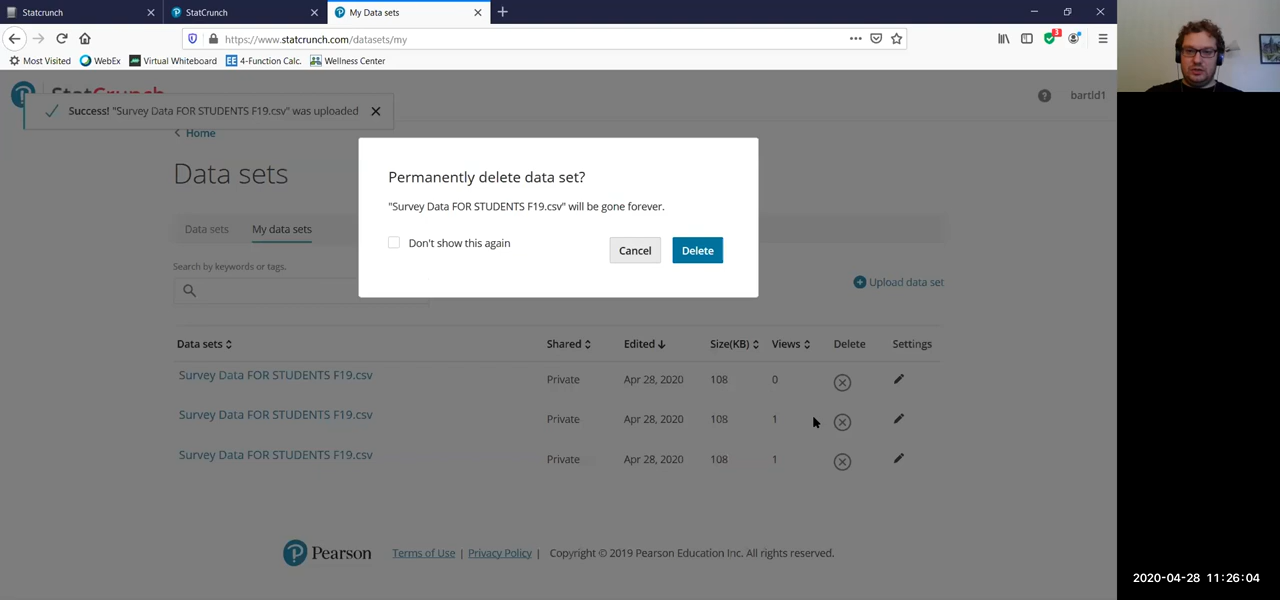 Statcrunch
StatCrunch
My Data sets
https://www.statcrunch.com/datasets/my
Most Visited
WebEx
Virtual Whiteboard
EE 4-Function Calc.
Wellness Center
3
StatCrunch
Success! "Survey Data FOR STUDENTS F19.csv" was uploaded
bartld1
Home
Data sets
Permanently delete data set?
"Survey Data FOR STUDENTS F19.csv" will be gone forever.
Don't show this again
Cancel
Delete
Data sets
My data sets
Search by keywords or tags.
Upload data set
Data sets Shared Edited Size(KB) Views Delete Settings
Survey Data FOR STUDENTS F19.csv Private Apr 28, 2020 108 0
Survey Data FOR STUDENTS F19.csv Private Apr 28, 2020 108 1
Survey Data FOR STUDENTS F19.csv Private Apr 28, 2020 108 1
Pearson
Terms of Use | Privacy Policy | Copyright © 2019 Pearson Education Inc. All rights reserved.
2020-04-28 11:26:04